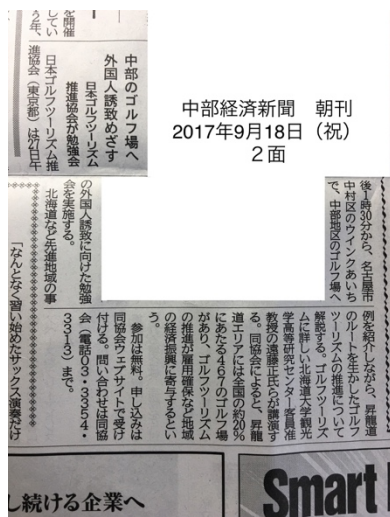 を開催
してい
2年、
中部のゴルフ場へ
外国人誘致めざす
日本ゴルフツーリズム
推進協会が勉強会
日本ゴルフツーリズム推
進協会（東京都）は27日午
中部経済新聞　朝刊
2017年9月18日（祝）
２面
後1時30分から、名古屋市
中村区のウインクあいち
で、中部地区のゴルフ場へ
の外国人誘致に向けた勉強
会を実施する。
北海道など先進地域の事
例を紹介しながら、昇龍道
のルートを生かしたゴルフ
ツーリズムの推進について
解説する。ゴルフツーリズ
ムに詳しい北海道大学観光
学高等研究センター客員准
教授の遠藤正氏らが講演す
る。同協会によると、昇龍
道エリアには全国の約20％
にあたる467のゴルフ場
があり、ゴルフツーリズム
の推進が雇用確保など地域
の経済振興に寄与するとい
う。
参加は無料。申し込みは
同協会ウェブサイトで受け
付ける。問い合わせは同協
会（電話03・3354・
3313）まで。
「なんとなく習い始めたサックス演奏だけ
し続ける企業へ
Smart